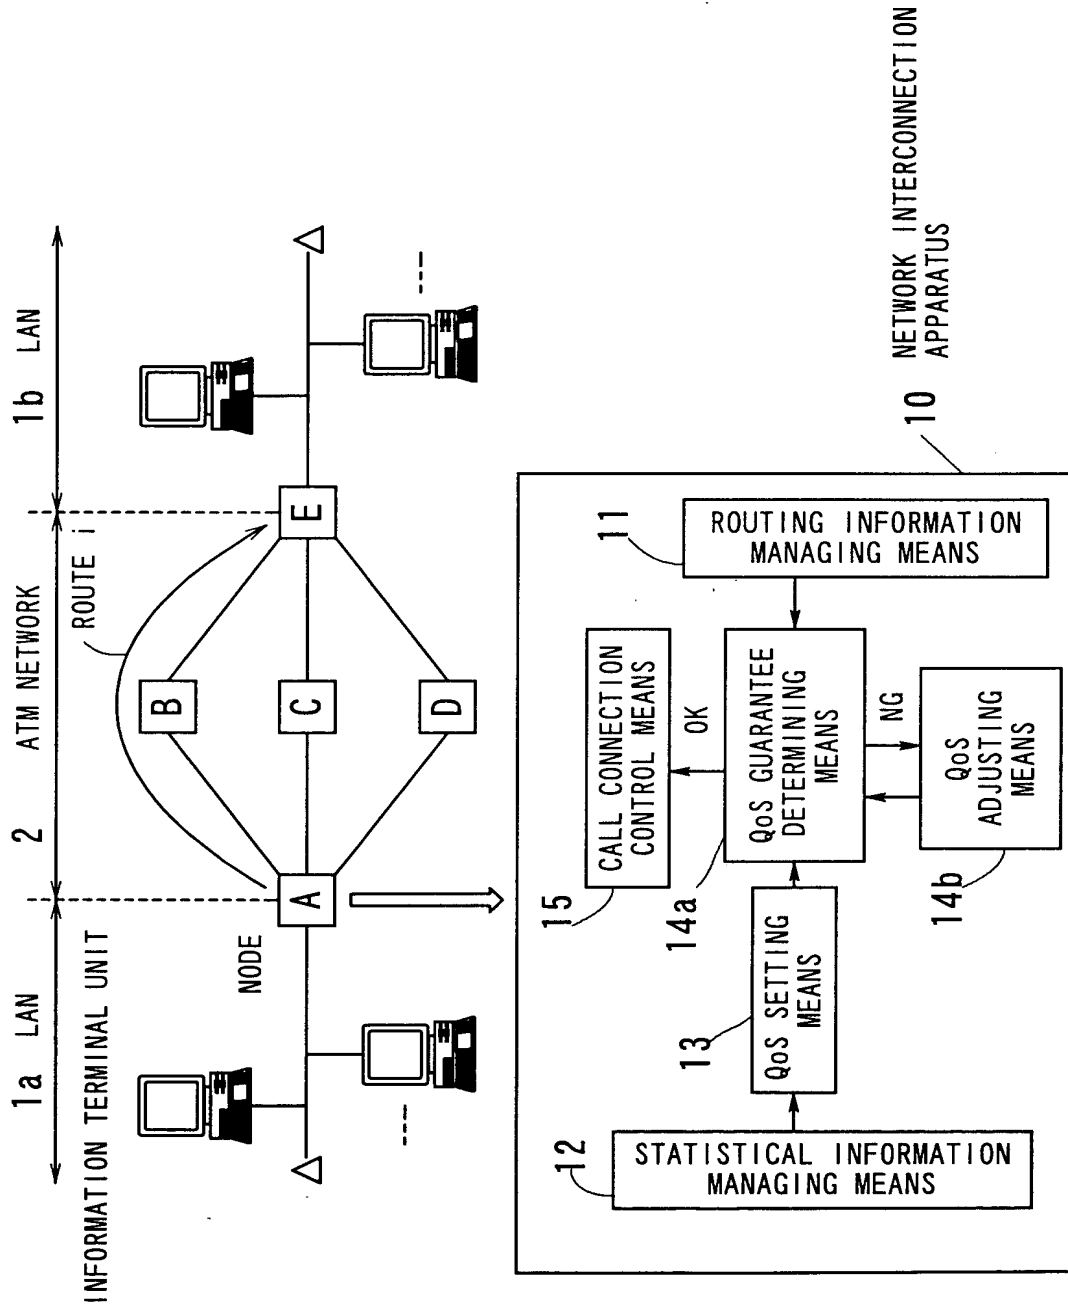 1a LAN
2 ATM NETWORK
1b LAN
INFORMATION TERMINAL UNIT
ROUTE i
NODE
A
B
C
D
E
10 NETWORK INTERCONNECTION
APPARATUS
12
STATISTICAL INFORMATION
MANAGING MEANS
13
QoS SETTING
MEANS
15
CALL CONNECTION
CONTROL MEANS
OK
14a
QoS GUARANTEE
DETERMINING
MEANS
NG
14b
QoS
ADJUSTING
MEANS
11
ROUTING INFORMATION
MANAGING MEANS